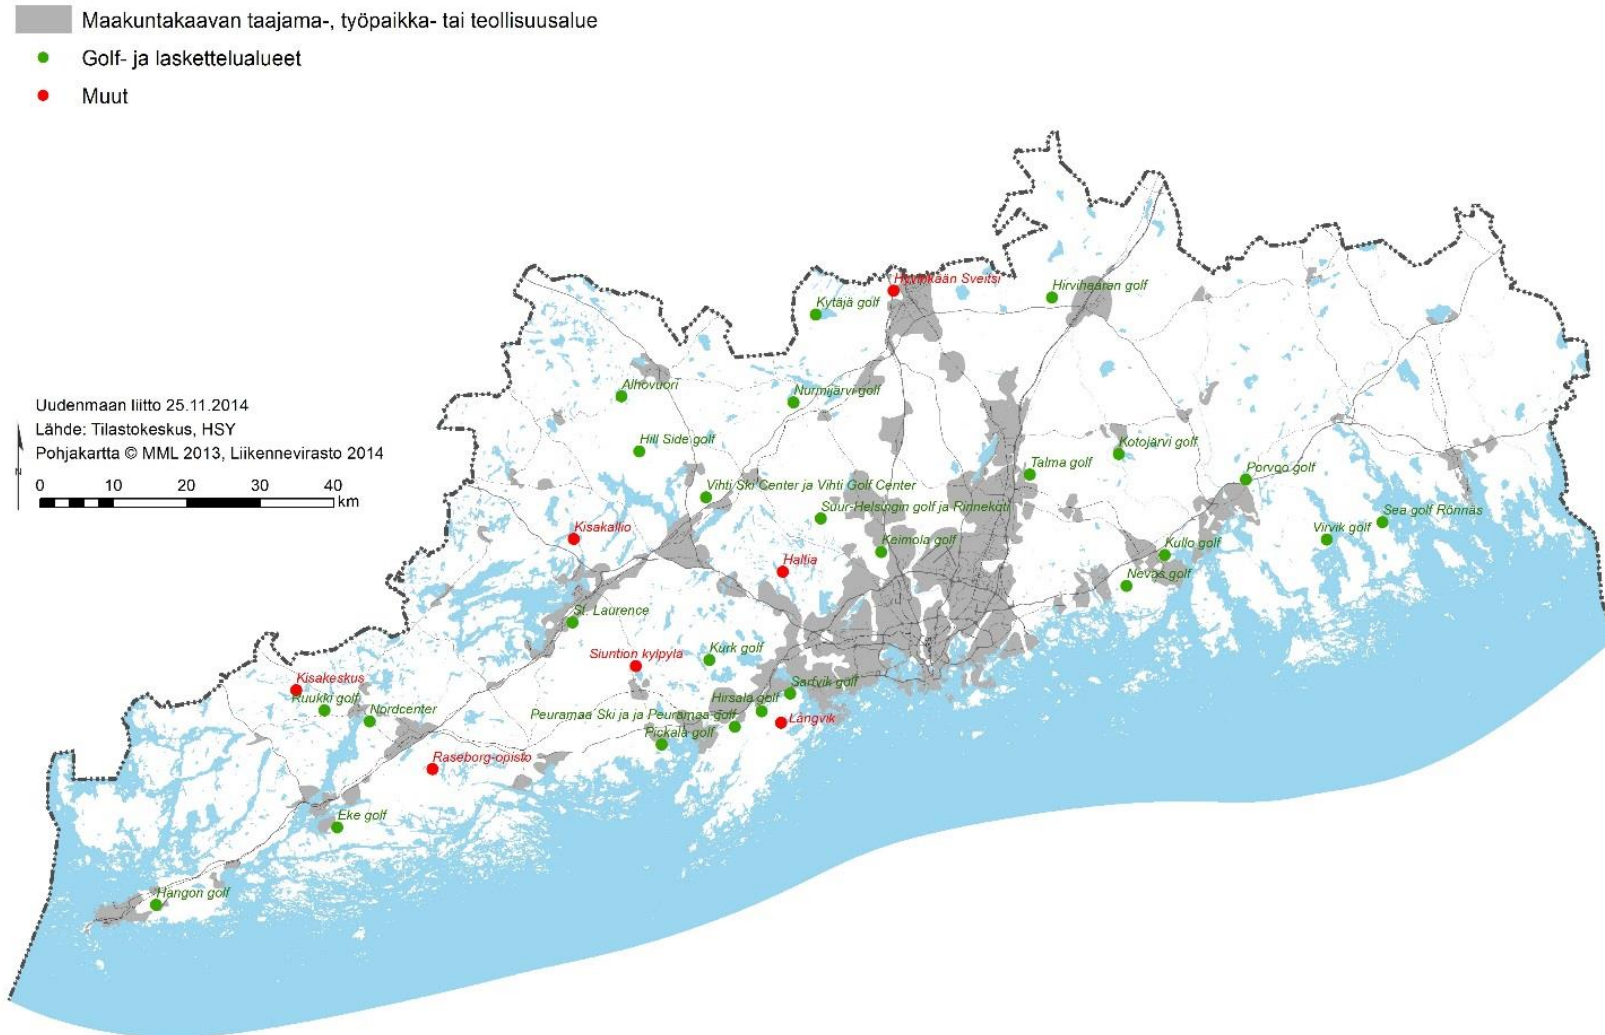 Maakuntakaavan taajama-, työpaikka- tai teollisuusalue
Golf- ja laskettelualueet
Muut
Hyvinkään Sveitsi
Hirvihaaran golf
Kytäjä golf
Alhovuori
Nurmijärvi golf
Uudenmaan liitto 25.11.2014
Lähde: Tilastokeskus, HSY
Pohjakartta © MML 2013, Liikennevirasto 2014
N
0 10 20 30 40
km
Hill Side golf
Kotojärvi golf
Talma golf
Porvoo golf
Vihti Ski Center ja Vihti Golf Center
Suur-Helsingin golf ja Rinnekoti
Sea golf Rönnäs
Kisakallio
Virvik golf
Keimola golf
Kullo golf
Haltia
Nevas golf
St. Laurence
Kurk golf
Siuntion kylpyla
Kisakeskus
Sarfvik golf
Ruukki golf
Hirsala golf
Nordcenter
Peuramaa Ski ja ja Peuramaa golf
Långvik
Pickala golf
Raseborg-opisto
Eke golf
Hangon golf